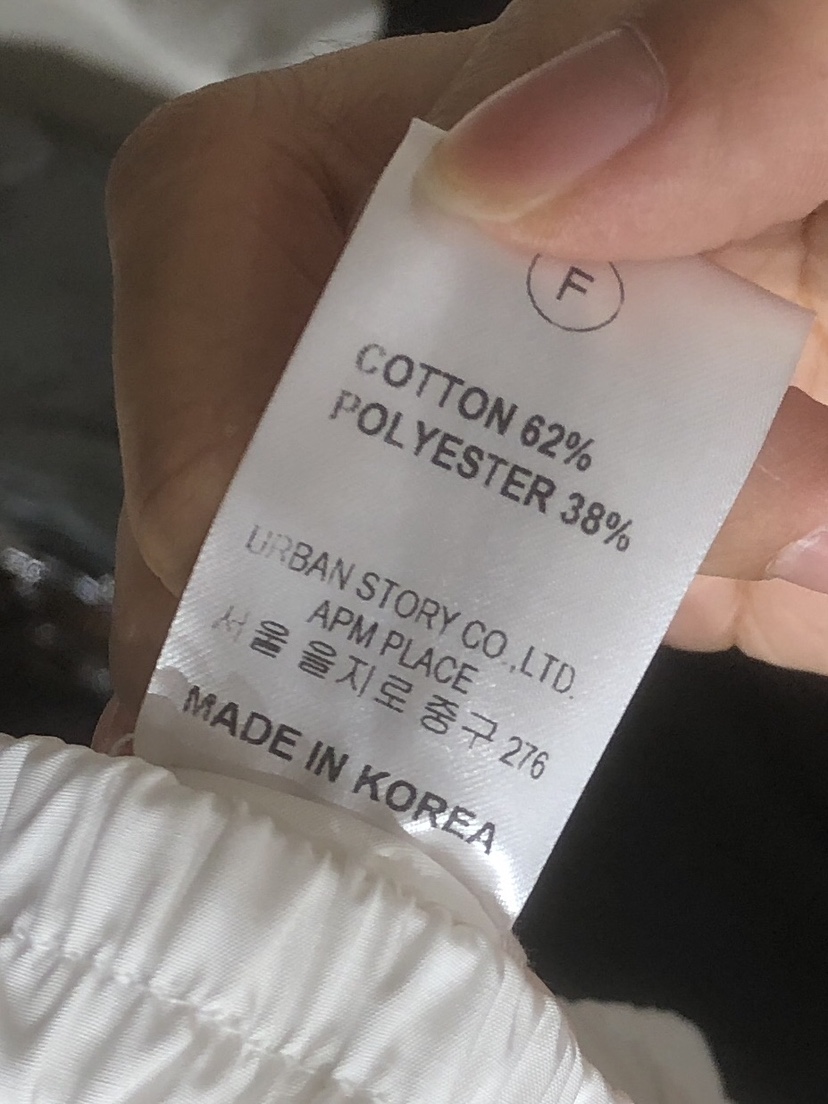 F
COTTON 62%
POLYESTER 38%
URBAN STORY CO.,LTD.
APM PLACE
서울 을지로 중구 276
MADE IN KOREA